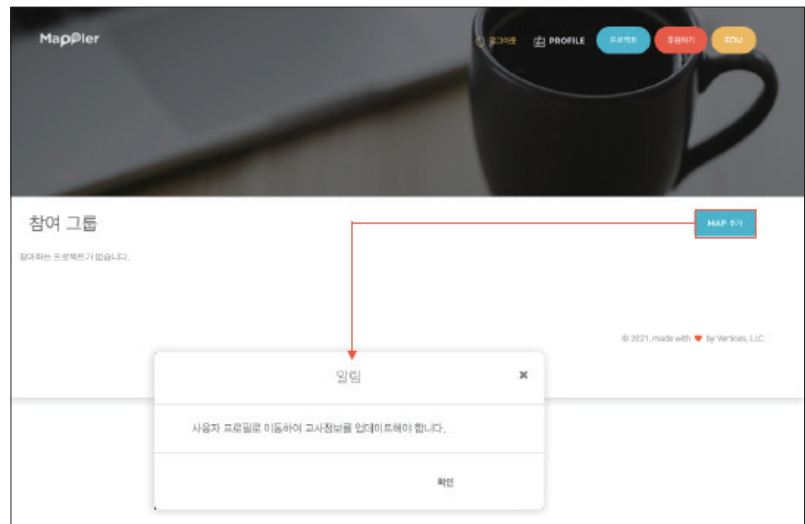 Mappler
로그아웃 PROFILE 프로젝트 후원하기 EDU
참여 그룹
MAP 추가
참여하는 프로젝트가 없습니다.
© 2021, made with by Vertices, LLC.
알림
사용자 프로필로 이동하여 고사정보를 업데이트해야 합니다.
확인